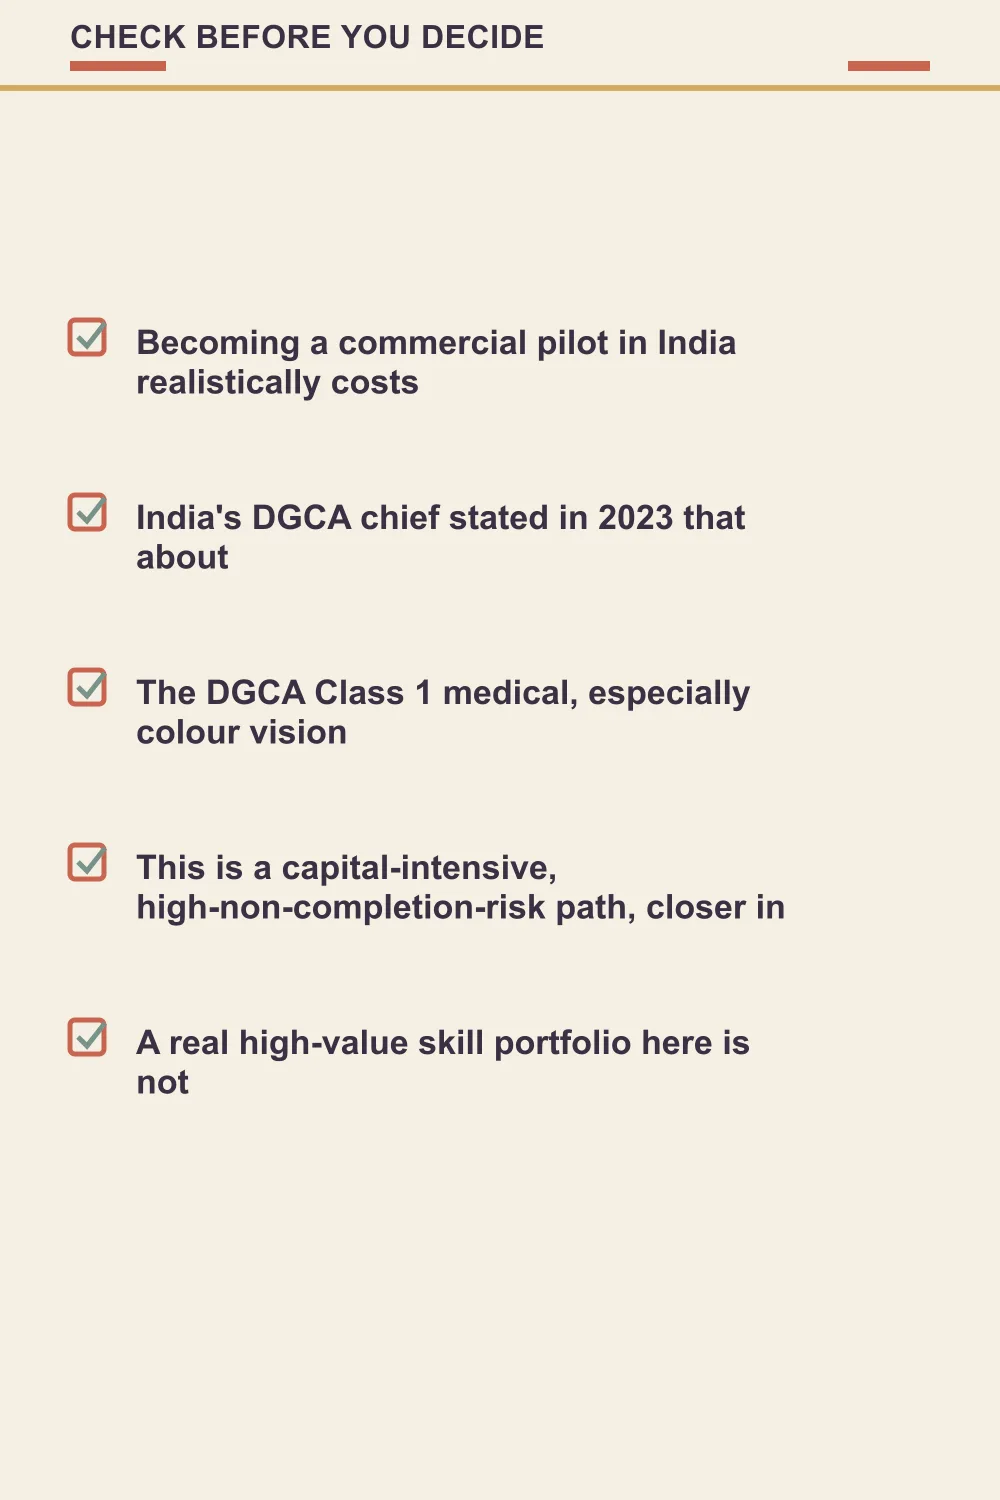 CHECK BEFORE YOU DECIDE
Becoming a commercial pilot in India
realistically costs
India's DGCA chief stated in 2023 that
about
The DGCA Class 1 medical, especially
colour vision
This is a capital-intensive,
high-non-completion-risk path, closer in
A real high-value skill portfolio here is
not